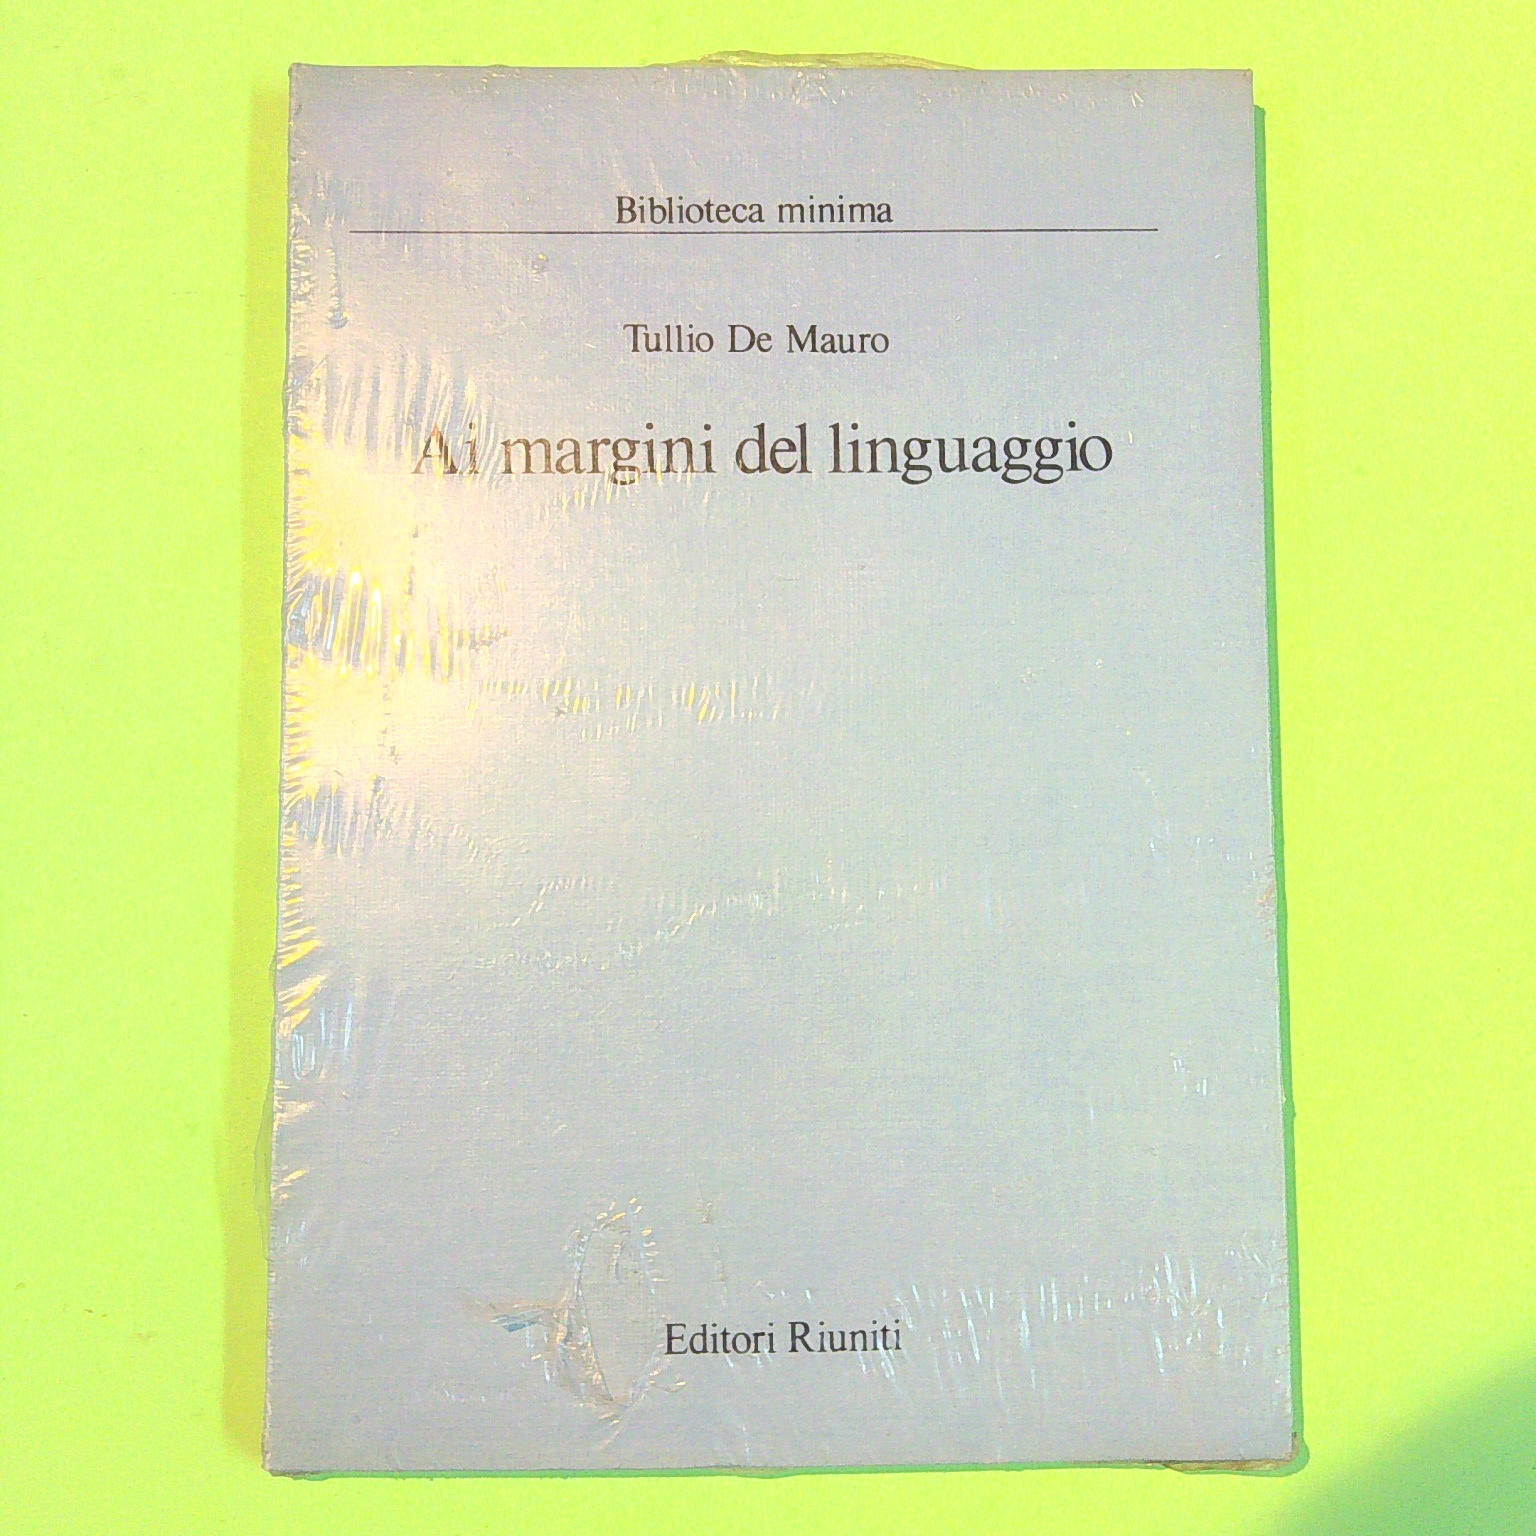 Biblioteca minima
Tullio De Mauro
Ai margini del linguaggio
Editori Riuniti